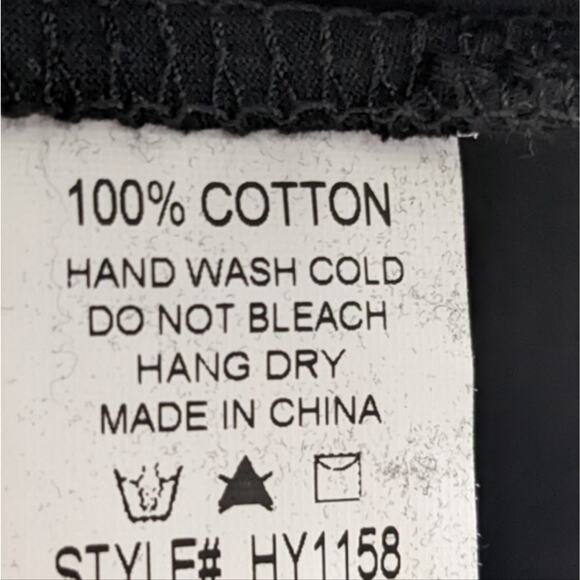 100% COTTON
HAND WASH COLD
DO NOT BLEACH
HANG DRY
MADE IN CHINA
STYLE# HY1158